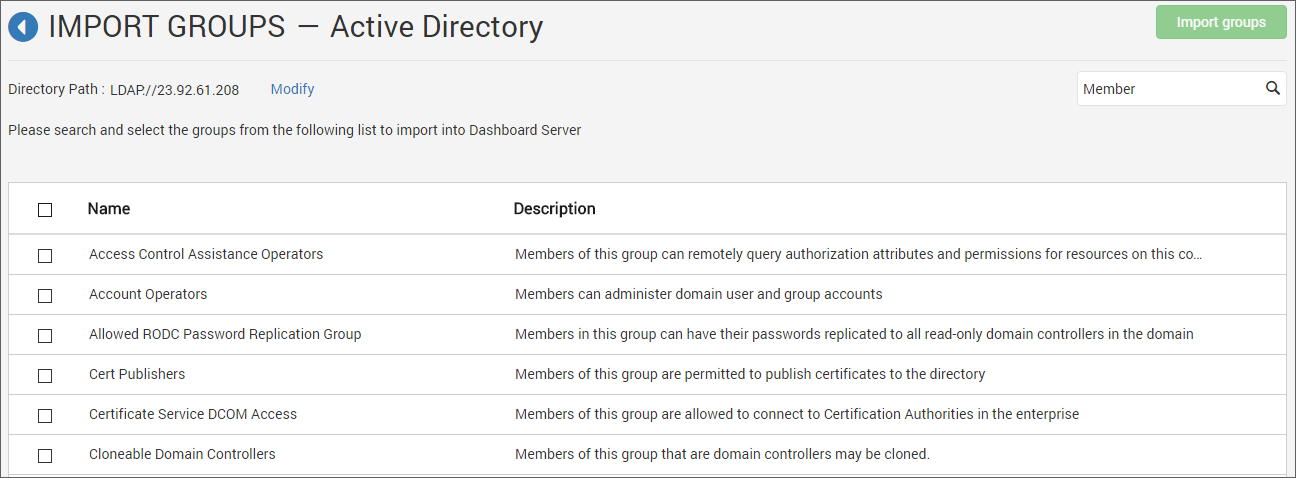 IMPORT GROUPS — Active Directory
Import groups
Directory Path : LDAP://23.92.61.208 Modify
Member
Please search and select the groups from the following list to import into Dashboard Server
Name Description
Access Control Assistance Operators Members of this group can remotely query authorization attributes and permissions for resources on this co...
Account Operators Members can administer domain user and group accounts
Allowed RODC Password Replication Group Members in this group can have their passwords replicated to all read-only domain controllers in the domain
Cert Publishers Members of this group are permitted to publish certificates to the directory
Certificate Service DCOM Access Members of this group are allowed to connect to Certification Authorities in the enterprise
Cloneable Domain Controllers Members of this group that are domain controllers may be cloned.